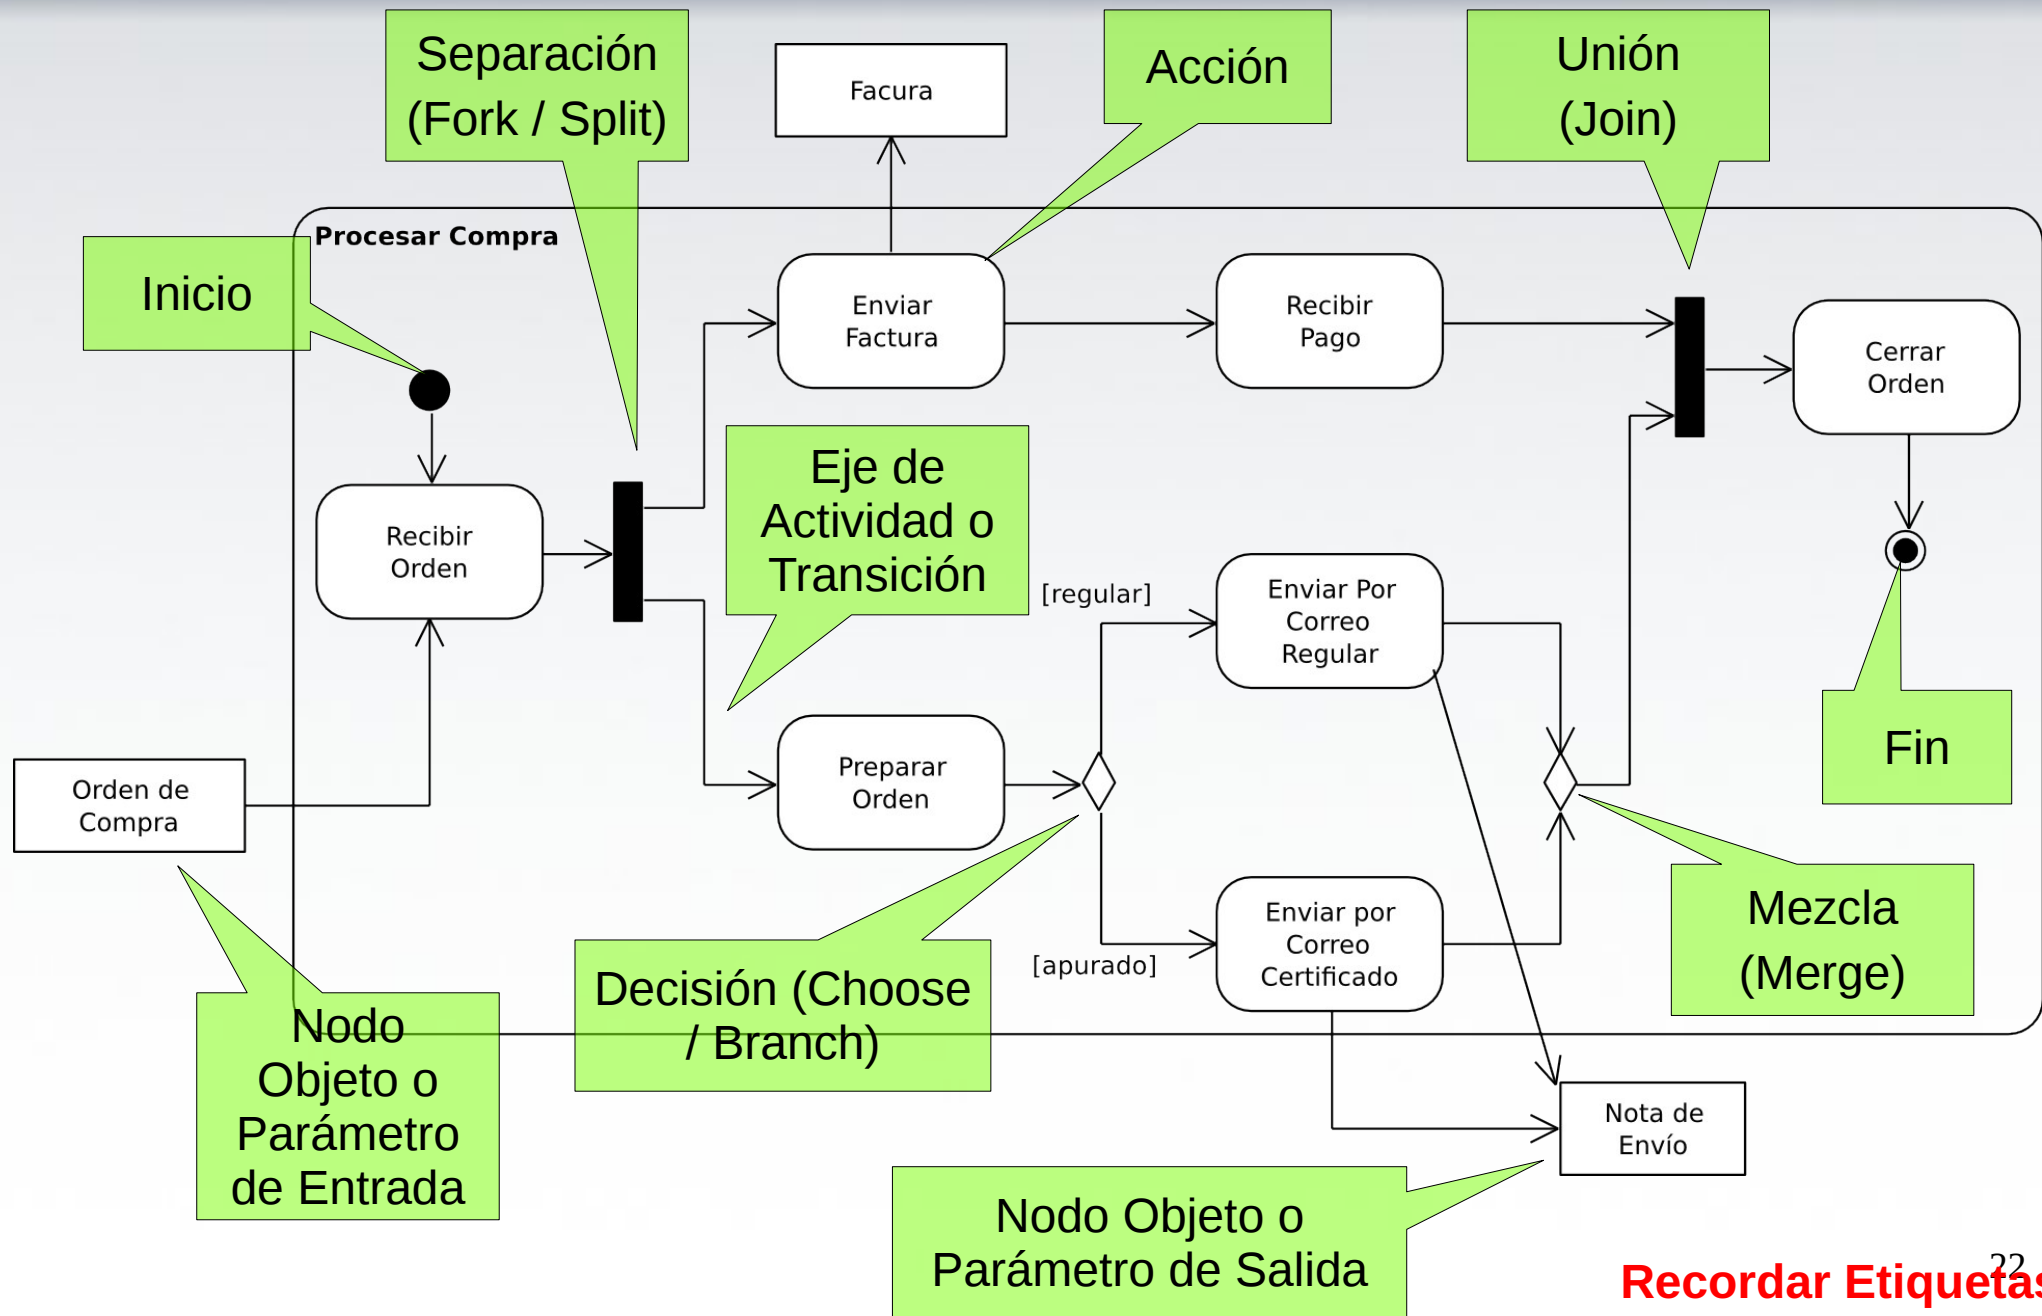 Separación
(Fork / Split)
Facura
Acción
Unión
(Join)
Procesar Compra
Inicio
Enviar
Factura
Recibir
Pago
Cerrar
Orden
Eje de
Actividad o
Transición
Recibir
Orden
[regular]
Enviar Por
Correo
Regular
Fin
Preparar
Orden
Orden de
Compra
Mezcla
(Merge)
Enviar por
Correo
Certificado
[apurado]
Decisión (Choose
/ Branch)
Nodo
Objeto o
Parámetro
de Entrada
Nota de
Envío
Nodo Objeto o
Parámetro de Salida
22
Recordar Etiquetas